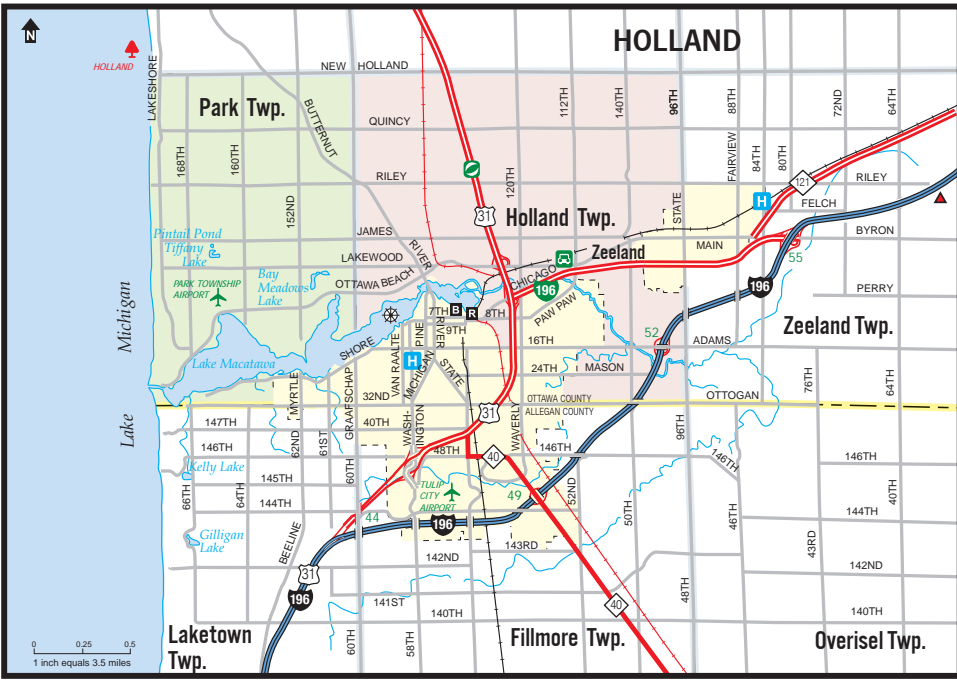 HOLLAND
N
HOLLAND
LAKESHORE
NEW HOLLAND
Park Twp.
BUTTERNUT
QUINCY
112TH
140TH
96TH
88TH
72ND
64TH
168TH
160TH
152ND
RILEY
120TH
FAIRVIEW
84TH
80TH
121
RILEY
H
FELCH
STATE
31
Holland Twp.
Pintail Pond
Tiffany
Lake
JAMES
LAKEWOOD
RIVER
OTTAWA BEACH
Zeeland
MAIN
BYRON
55
Bay
Meadows
Lake
PARK TOWNSHIP
AIRPORT
CHICAGO
196
PAW PAW
196
PERRY
Zeeland Twp.
Lake Michigan
B
R
7TH
8TH
9TH
RIVER
PINE
16TH
52
ADAMS
SHORE
VAN RAALTE
MICHIGAN
H
STATE
24TH
MASON
Lake Macatawa
MYRTLE
GRAAFSCHAP
32ND
OTTAWA COUNTY
ALLEGAN COUNTY
OTTOGAN
76TH
64TH
31
147TH
40TH
WASH-
INGTON
WAVERLY
96TH
146TH
62ND
61ST
48TH
146TH
146TH
146TH
40
Kelly Lake
145TH
60TH
TULIP
CITY
AIRPORT
49
52ND
66TH
64TH
144TH
44
50TH
46TH
144TH
40TH
196
Gilligan
Lake
BEELINE
143RD
43RD
142ND
142ND
31
196
141ST
48TH
140TH
40
140TH
60TH
58TH
Laketown
Twp.
Fillmore Twp.
Overisel Twp.
0 0.25 0.5
1 inch equals 3.5 miles